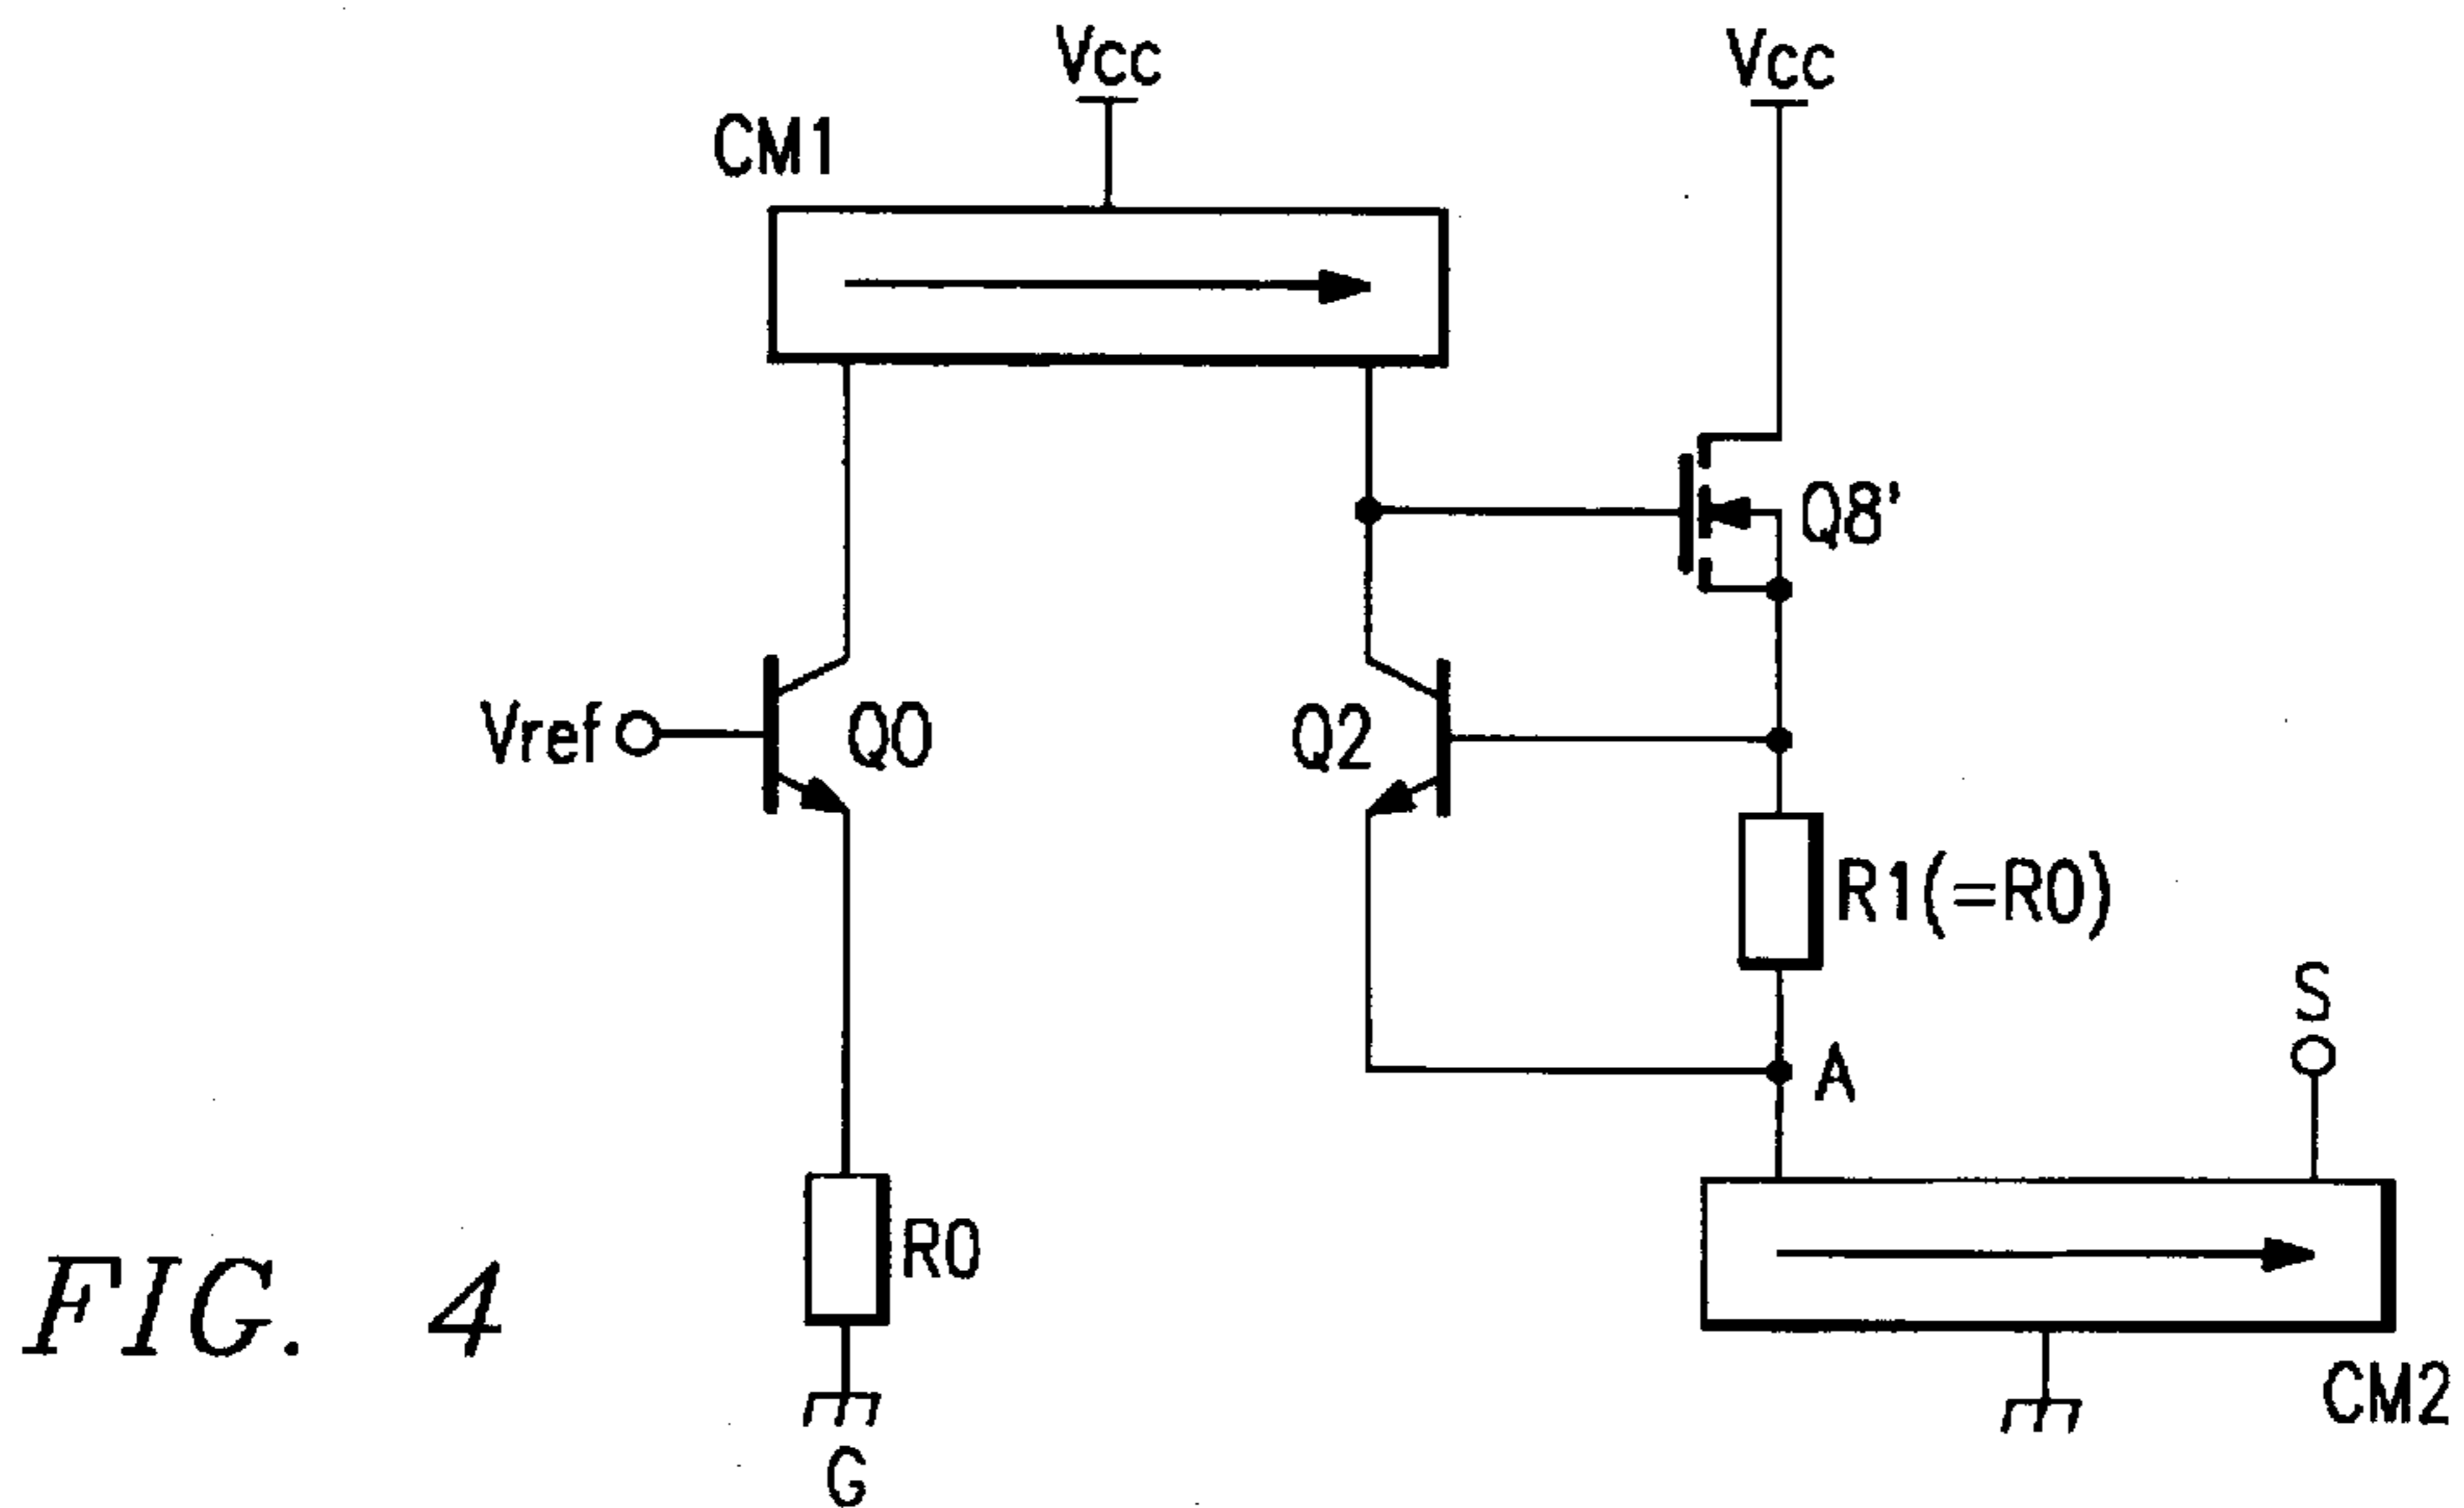 Vcc
Vcc
CM1
Q8'
Vref
Q0
Q2
R1(=R0)
S
A
R0
FIG. 4
CM2
G